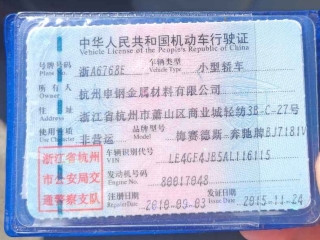 中华人民共和国机动车行驶证
Vehicle License of the People's Republic of China
号牌号码 浙A6768E 车辆类型 小型轿车
Plate No. Vehicle Type
所有人 杭州申钢金属材料有限公司
Owner
住址 浙江省杭州市萧山区商业城轻纺3B-C-27号
Address
使用性质 非营运 品牌型号 梅赛德斯-奔驰牌BJ7181V
Use Character Model
浙江省杭州
市公安局交
通警察支队
车辆识别代号 LE4GF4JB5AL116115
VIN
发动机号码 80017048
Engine No.
注册日期 2010-09-03 发证日期 2015-11-24
Register Date Issue Date